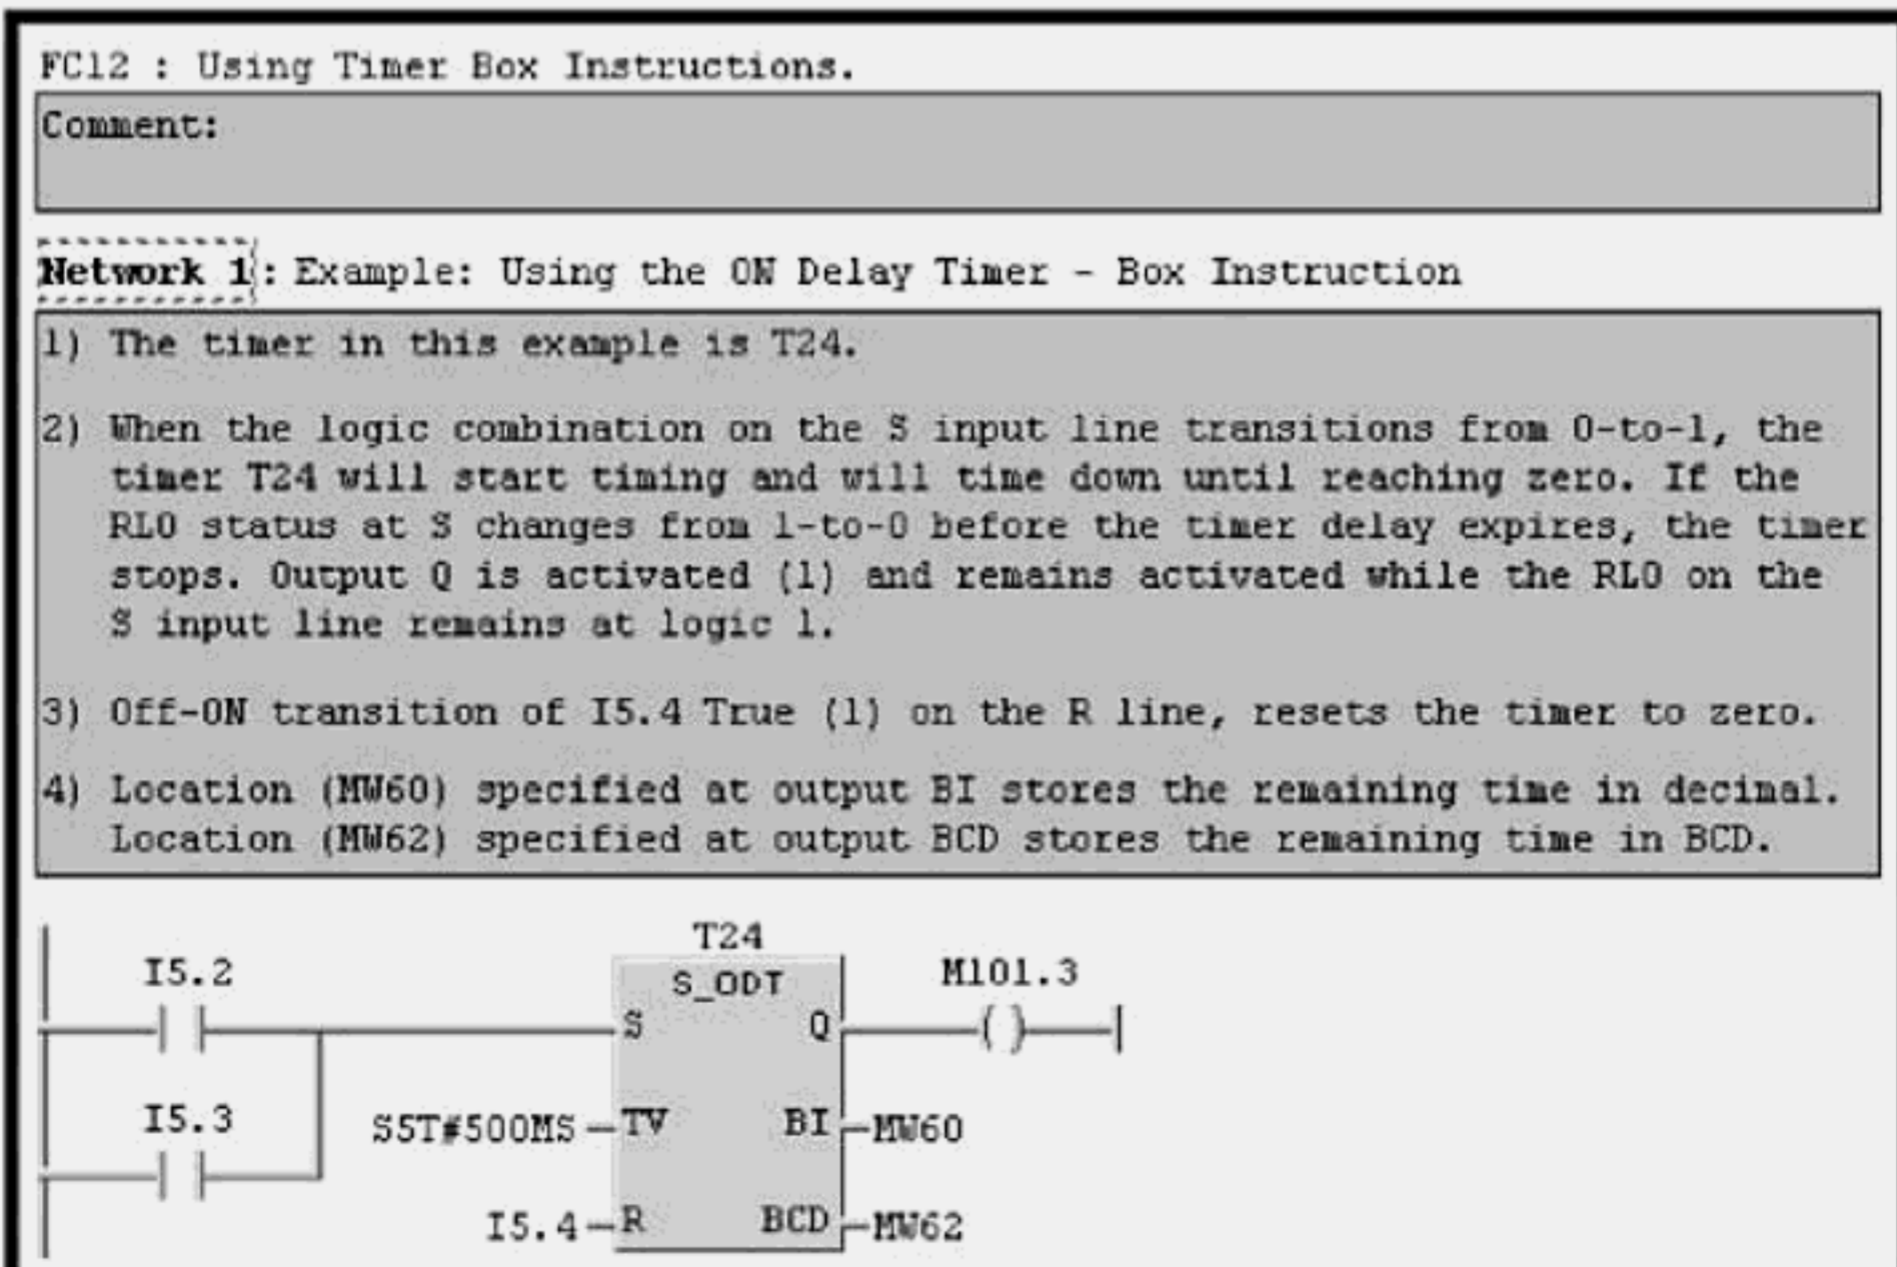 FC12 : Using Timer Box Instructions.
Comment:
Network 1: Example: Using the ON Delay Timer - Box Instruction
1) The timer in this example is T24.
2) When the logic combination on the S input line transitions from 0-to-1, the
timer T24 will start timing and will time down until reaching zero. If the
RLO status at S changes from 1-to-0 before the timer delay expires, the timer
stops. Output Q is activated (1) and remains activated while the RLO on the
S input line remains at logic 1.
3) Off-ON transition of I5.4 True (1) on the R line, resets the timer to zero.
4) Location (MW60) specified at output BI stores the remaining time in decimal.
Location (MW62) specified at output BCD stores the remaining time in BCD.
T24
I5.2 S_ODT M101.3
S Q
I5.3
S5T#500MS TV BI MW60
I5.4 R BCD MW62